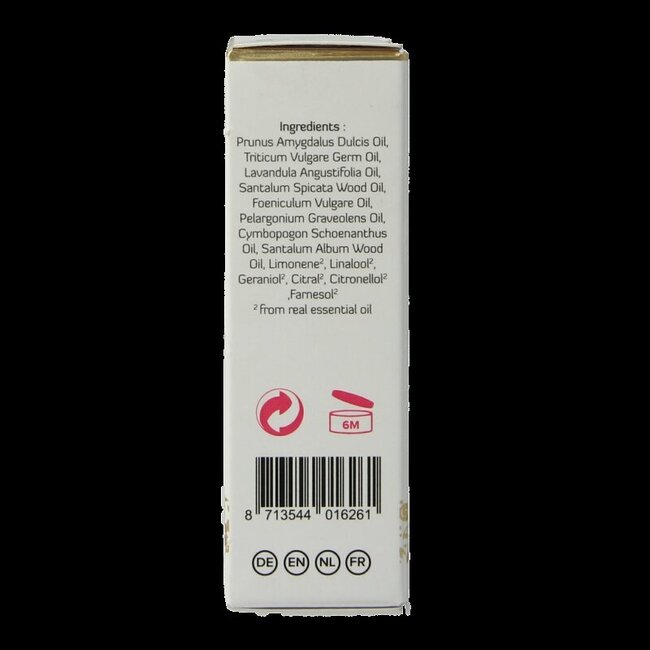 Ingredients :
Prunus Amygdalus Dulcis Oil,
Triticum Vulgare Germ Oil,
Lavandula Angustifolia Oil,
Santalum Spicata Wood Oil,
Foeniculum Vulgare Oil,
Pelargonium Graveolens Oil,
Cymbopogon Schoenanthus
Oil, Santalum Album Wood
Oil, Limonene², Linalool²,
Geraniol², Citral², Citronellol²
,Farnesol²
² from real essential oil
6M
8 713544 016261
DE EN NL FR